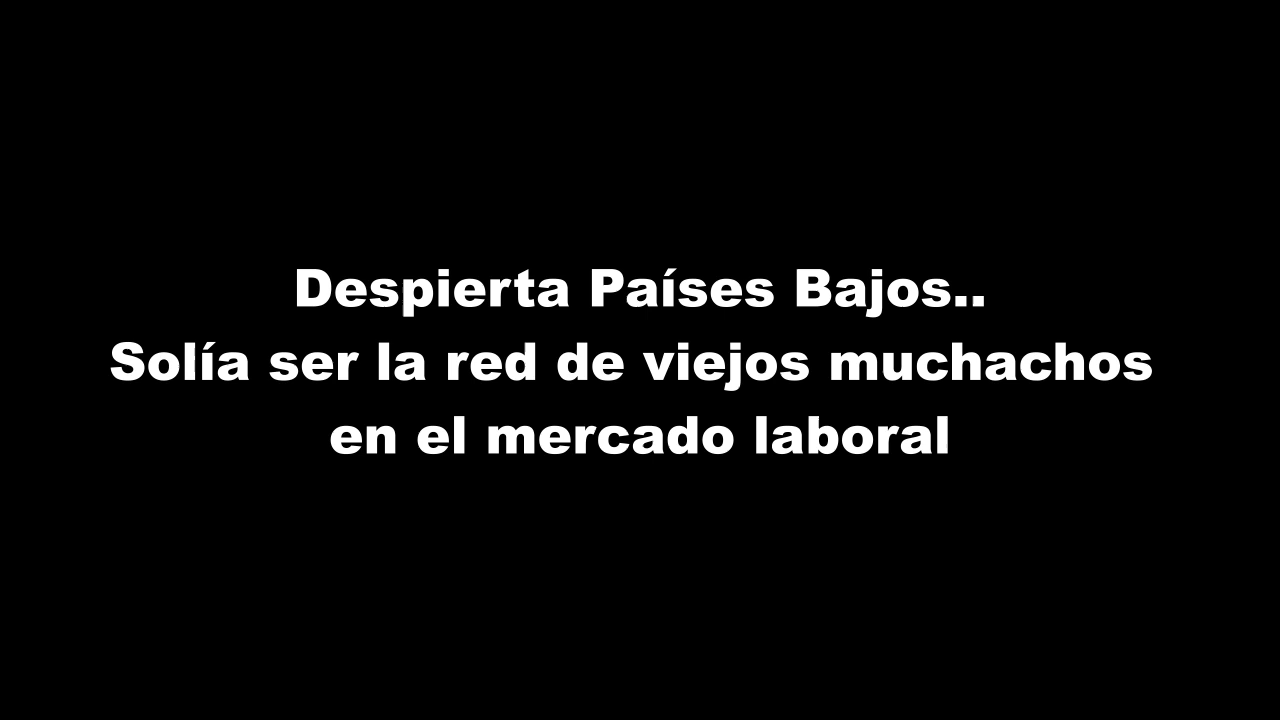 Despierta Países Bajos..
Solía ser la red de viejos muchachos
en el mercado laboral